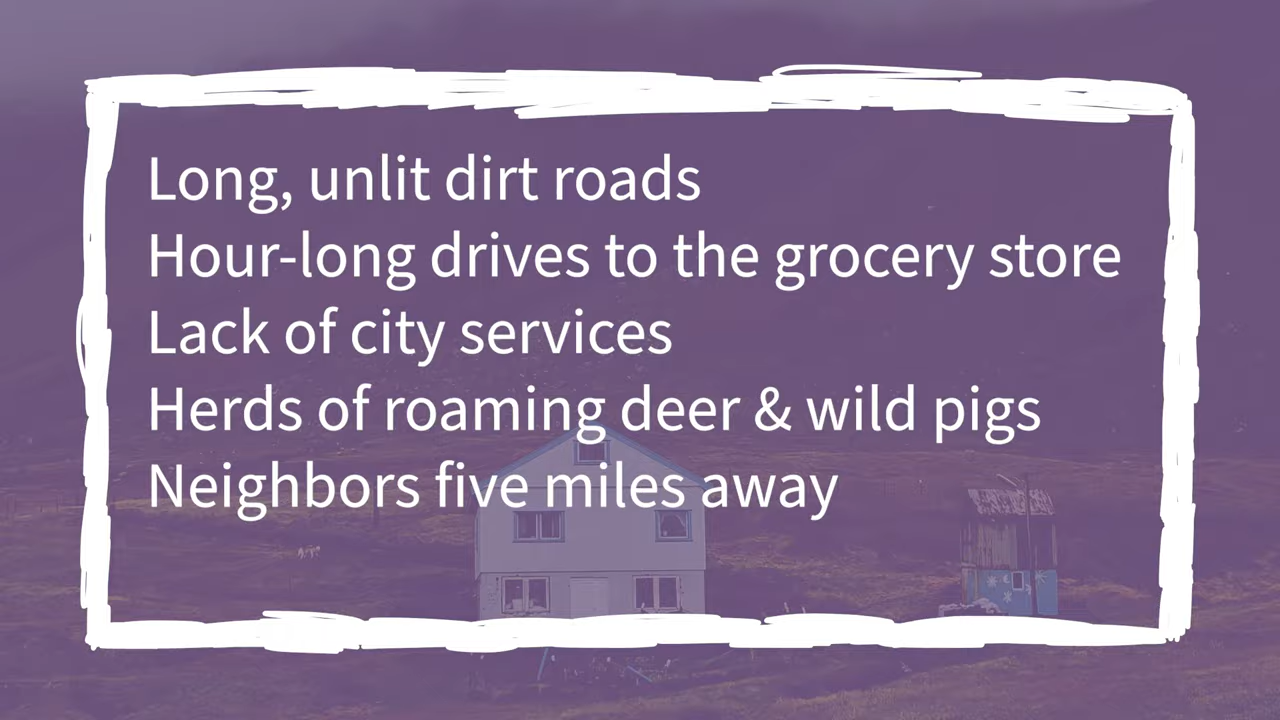 Long, unlit dirt roads
Hour-long drives to the grocery store
Lack of city services
Herds of roaming deer & wild pigs
Neighbors five miles away